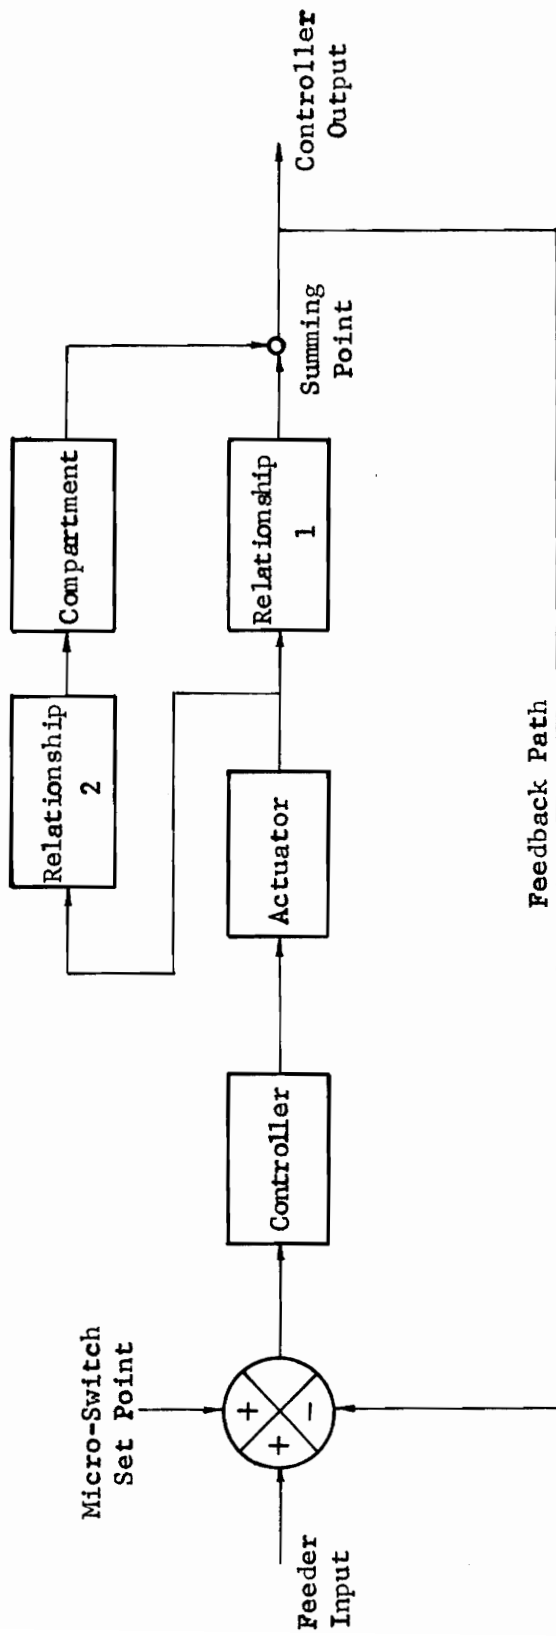 Micro-Switch
Set Point
Feeder
Input
+
+
−
Controller
Actuator
Relationship
2
Compartment
Relationship
1
Summing
Point
Controller
Output
Feedback Path